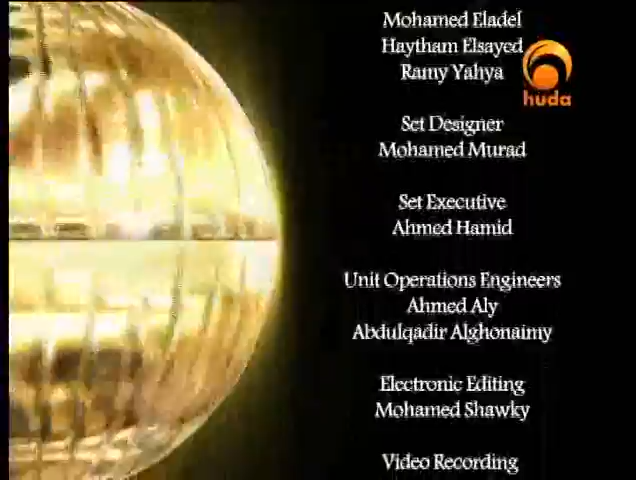 Mohamed Eladel
Haytham Elsayed
Ramy Yahya
huda
Set Designer
Mohamed Murad
Set Executive
Ahmed Hamid
Unit Operations Engineers
Ahmed Aly
Abdulqadir Alghonaimy
Electronic Editing
Mohamed Shawky
Video Recording